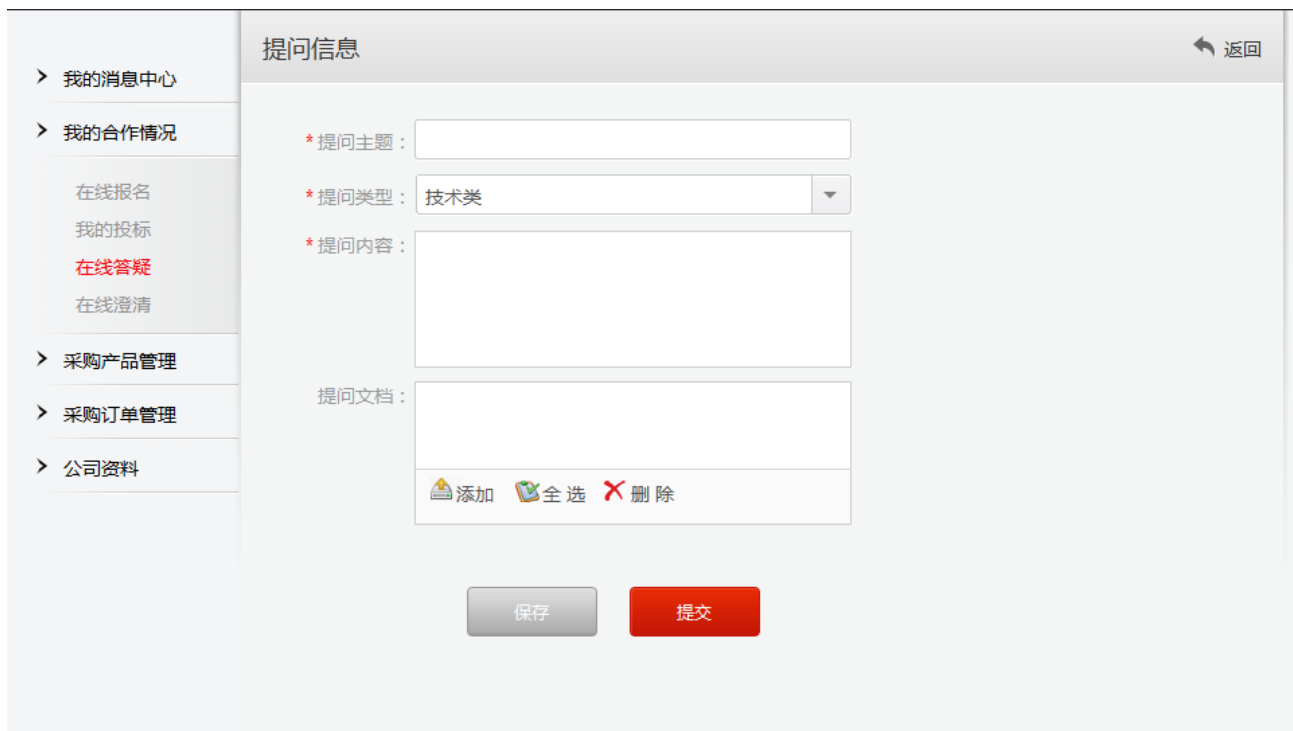 提问信息
返回
我的消息中心
我的合作情况
在线报名
我的投标
在线答疑
在线澄清
采购产品管理
采购订单管理
公司资料
*提问主题：
*提问类型： 技术类
*提问内容：
提问文档：
添加 全选 删除
保存 提交